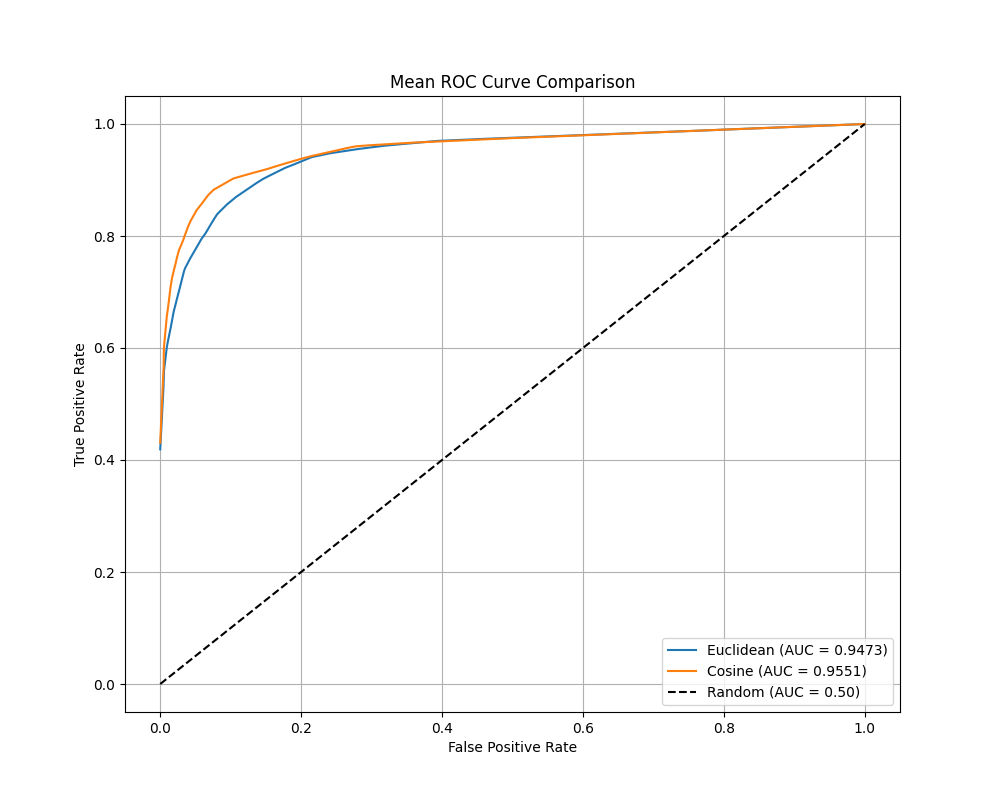 Mean ROC Curve Comparison
1.0
0.8
0.6
0.4
0.2
0.0
True Positive Rate
0.0 0.2 0.4 0.6 0.8 1.0
False Positive Rate
Euclidean (AUC = 0.9473)
Cosine (AUC = 0.9551)
Random (AUC = 0.50)